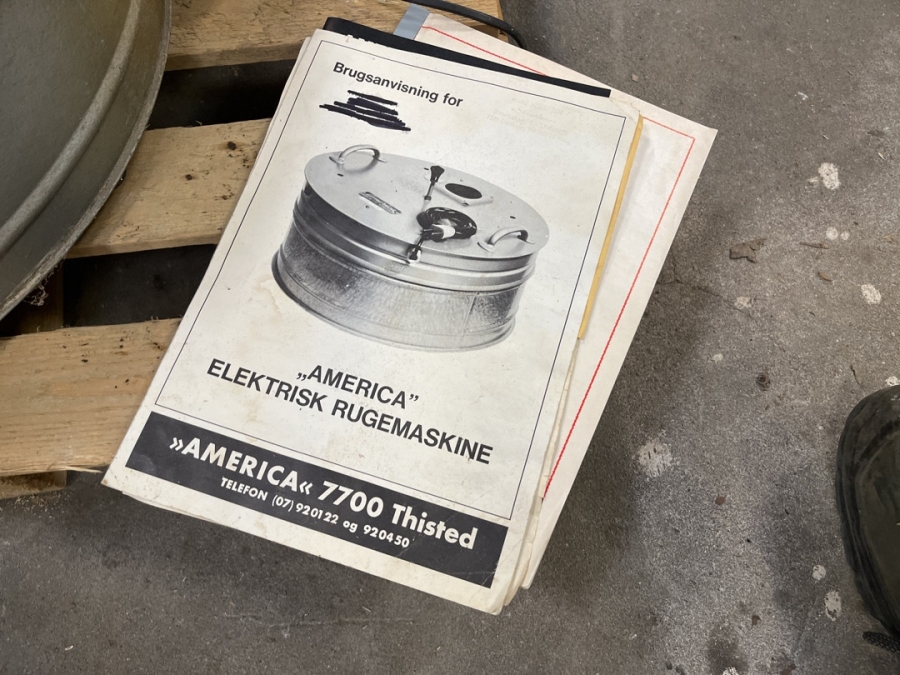 Brugsanvisning for
„AMERICA”
ELEKTRISK RUGEMASKINE
»AMERICA« 7700 Thisted
TELEFON (07) 920122 og 920450